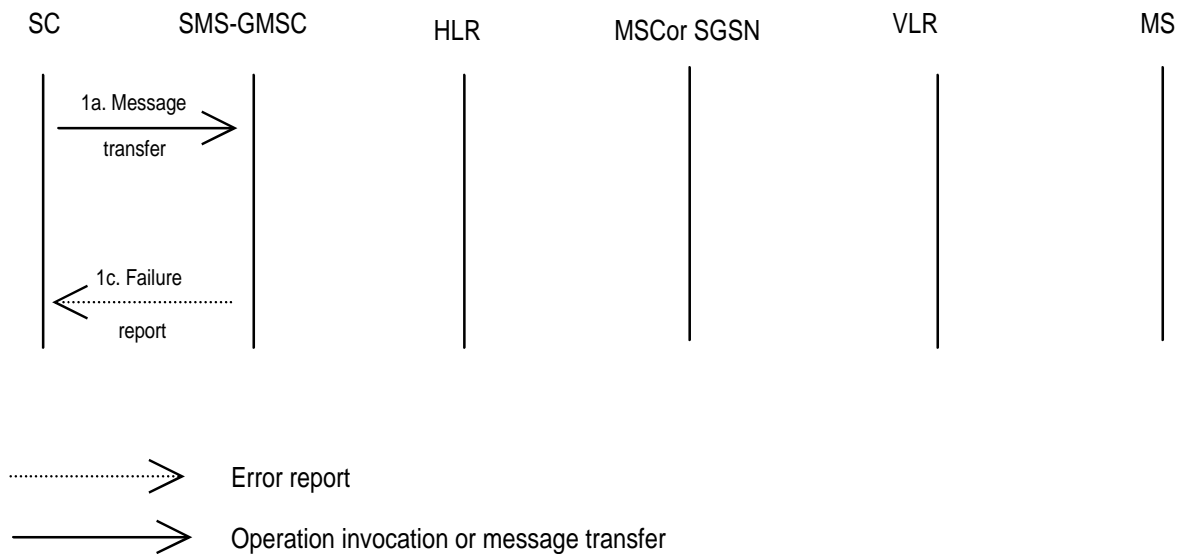 SC
SMS-GMSC
HLR
MSCor SGSN
VLR
MS
1a. Message
transfer
1c. Failure
report
Error report
Operation invocation or message transfer